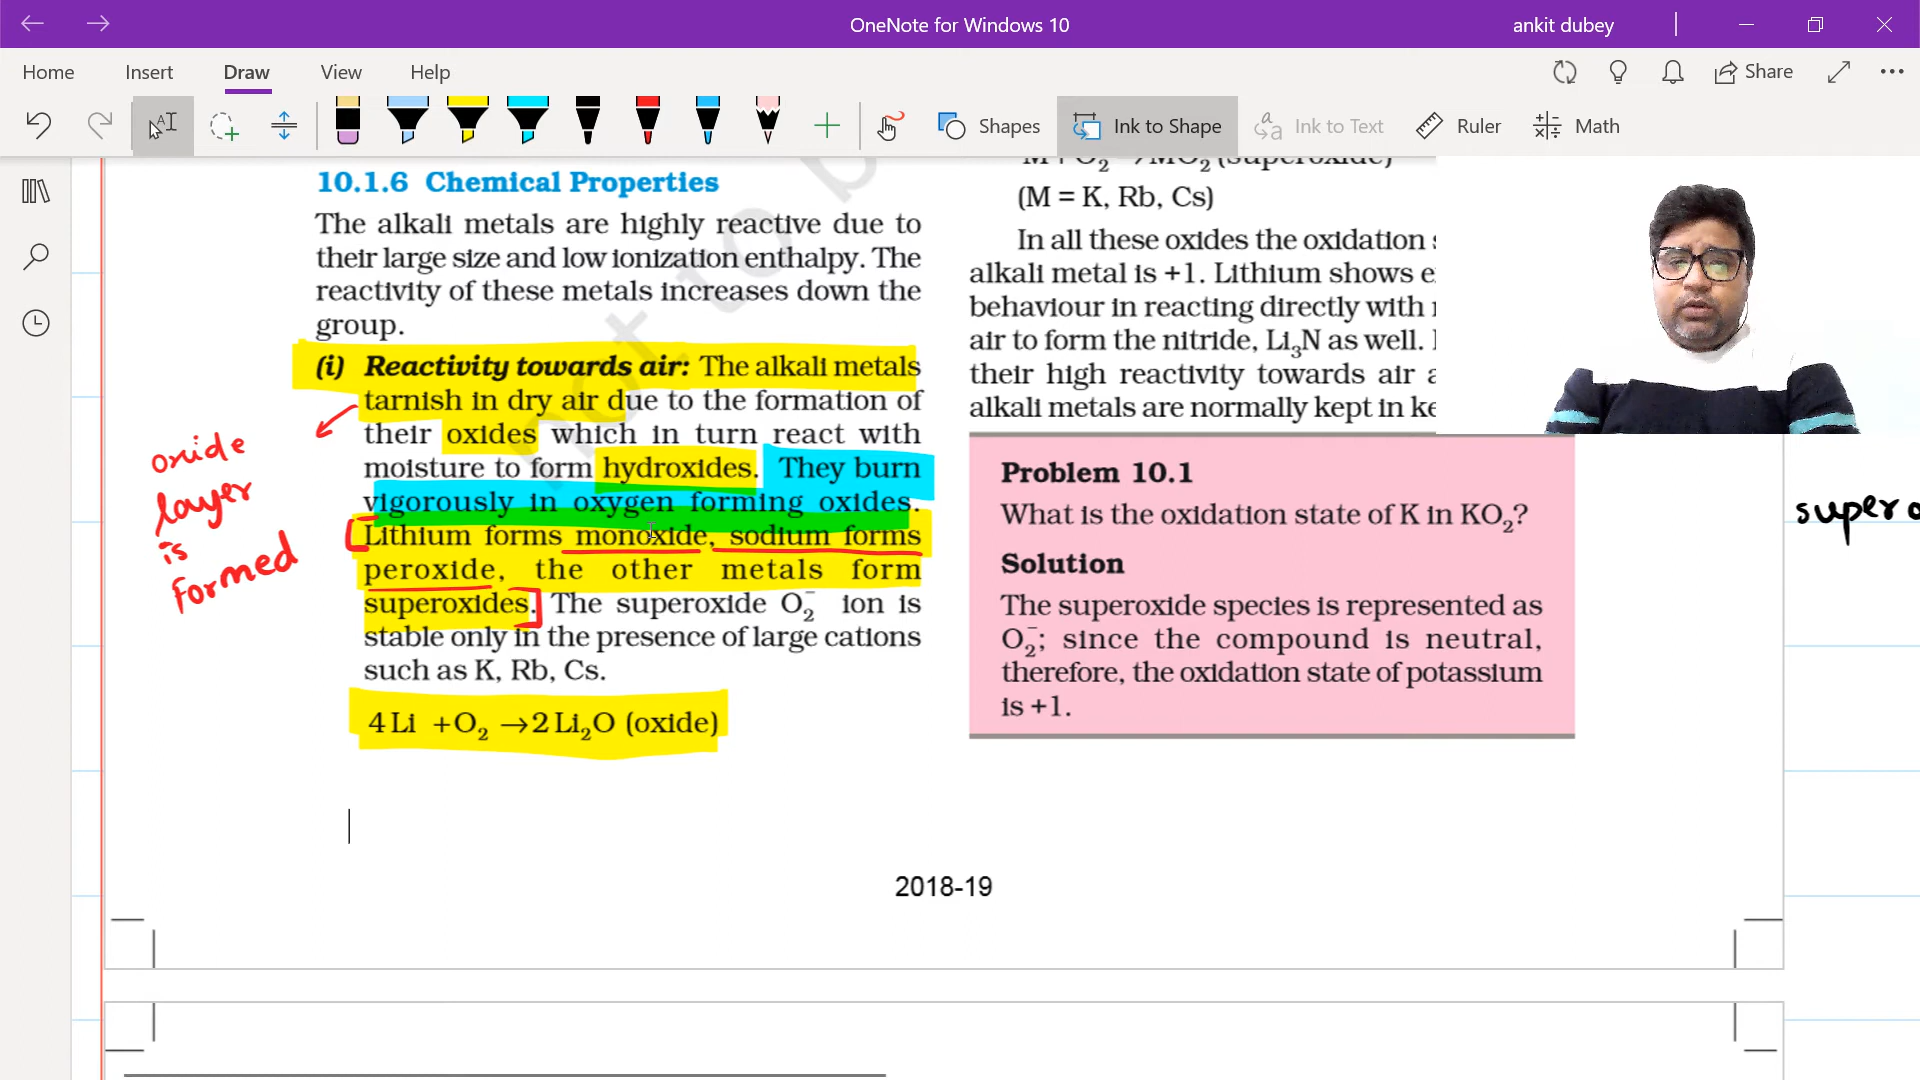 OneNote for Windows 10
ankit dubey
Home Insert Draw View Help
Share
Shapes Ink to Shape Ink to Text Ruler Math
10.1.6 Chemical Properties
The alkali metals are highly reactive due to
their large size and low ionization enthalpy. The
reactivity of these metals increases down the
group.
(i) Reactivity towards air: The alkali metals
tarnish in dry air due to the formation of
their oxides which in turn react with
moisture to form hydroxides. They burn
vigorously in oxygen forming oxides.
Lithium forms monoxide, sodium forms
peroxide, the other metals form
superoxides. The superoxide O₂⁻ ion is
stable only in the presence of large cations
such as K, Rb, Cs.
4 Li + O₂ → 2 Li₂O (oxide)
oxide
layer
is
formed
M + O₂ → MO₂ (superoxide)
(M = K, Rb, Cs)
In all these oxides the oxidation
alkali metal is +1. Lithium shows
behaviour in reacting directly with
air to form the nitride, Li₃N as well.
their high reactivity towards air
alkali metals are normally kept in
Problem 10.1
What is the oxidation state of K in KO₂?
Solution
The superoxide species is represented as
O₂⁻; since the compound is neutral,
therefore, the oxidation state of potassium
is +1.
super
2018-19
not to b